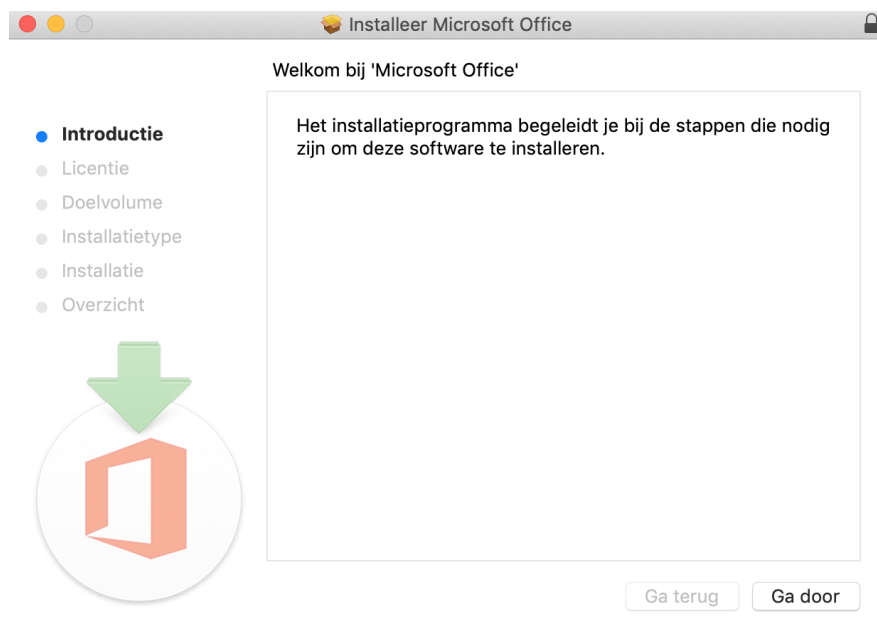 Installeer Microsoft Office
Welkom bij 'Microsoft Office'
Introductie
Licentie
Doelvolume
Installatietype
Installatie
Overzicht
Het installatieprogramma begeleidt je bij de stappen die nodig
zijn om deze software te installeren.
Ga terug
Ga door